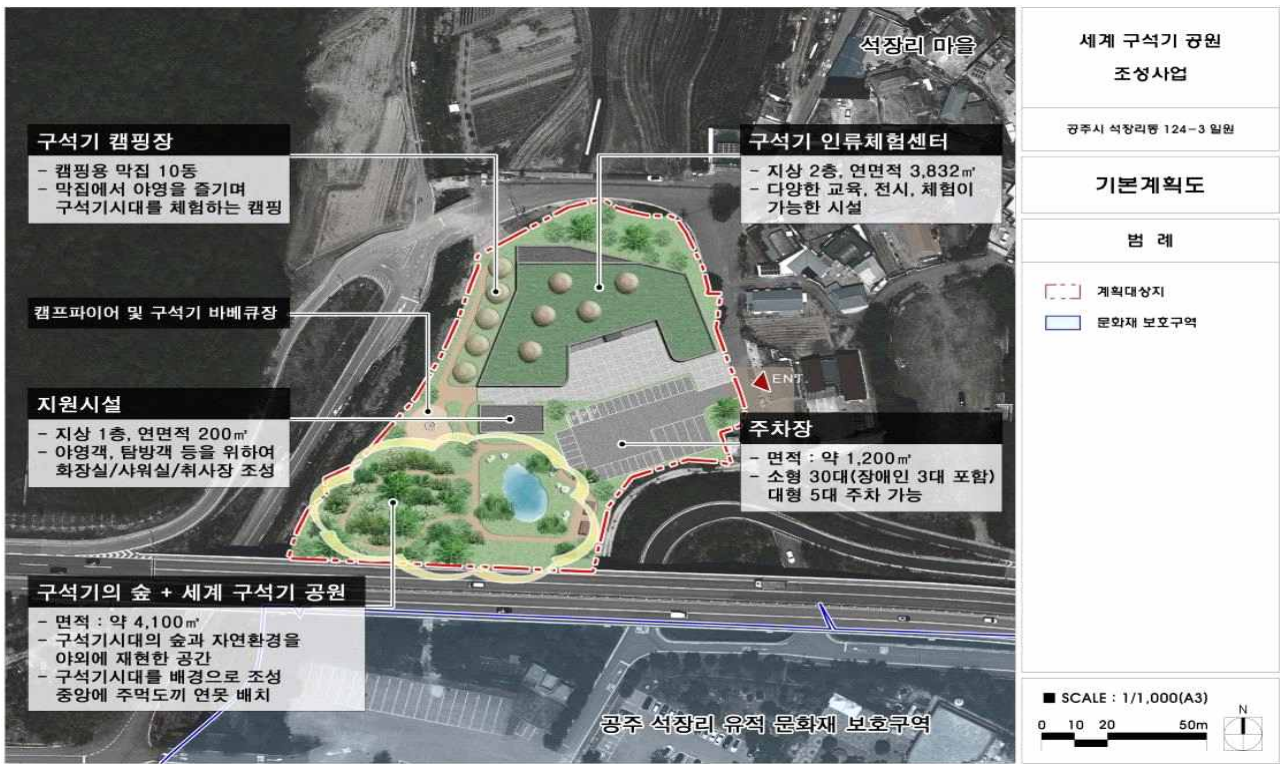 석장리 마을
구석기 캠핑장
- 캠핑용 막집 10동
- 막집에서 야영을 즐기며
구석기시대를 체험하는 캠핑
구석기 인류체험센터
- 지상 2층, 연면적 3,832㎡
- 다양한 교육, 전시, 체험이
가능한 시설
캠프파이어 및 구석기 바베큐장
지원시설
- 지상 1층, 연면적 200㎡
- 야영객, 탐방객 등을 위하여
화장실/샤워실/취사장 조성
ENT.
주차장
- 면적 : 약 1,200㎡
- 소형 30대(장애인 3대 포함)
대형 5대 주차 가능
구석기의 숲 + 세계 구석기 공원
- 면적 : 약 4,100㎡
- 구석기시대의 숲과 자연환경을
야외에 재현한 공간
- 구석기시대를 배경으로 조성
중앙에 주먹도끼 연못 배치
공주 석장리 유적 문화재 보호구역
세계 구석기 공원
조성사업
공주시 석장리동 124-3 일원
기본계획도
범 례
계획대상지
문화재 보호구역
■ SCALE : 1/1,000(A3)
0 10 20 50m
N